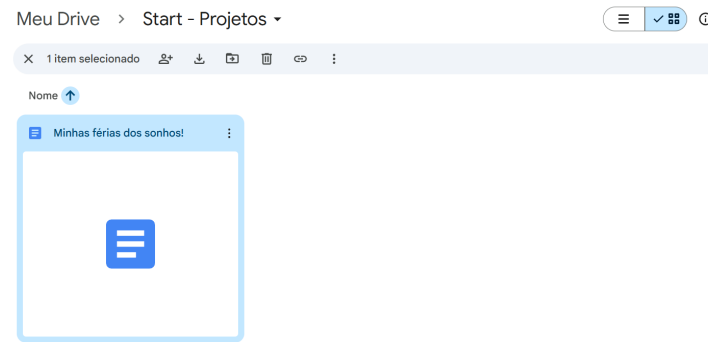 Meu Drive > Start - Projetos
1 item selecionado
Nome
Minhas férias dos sonhos!